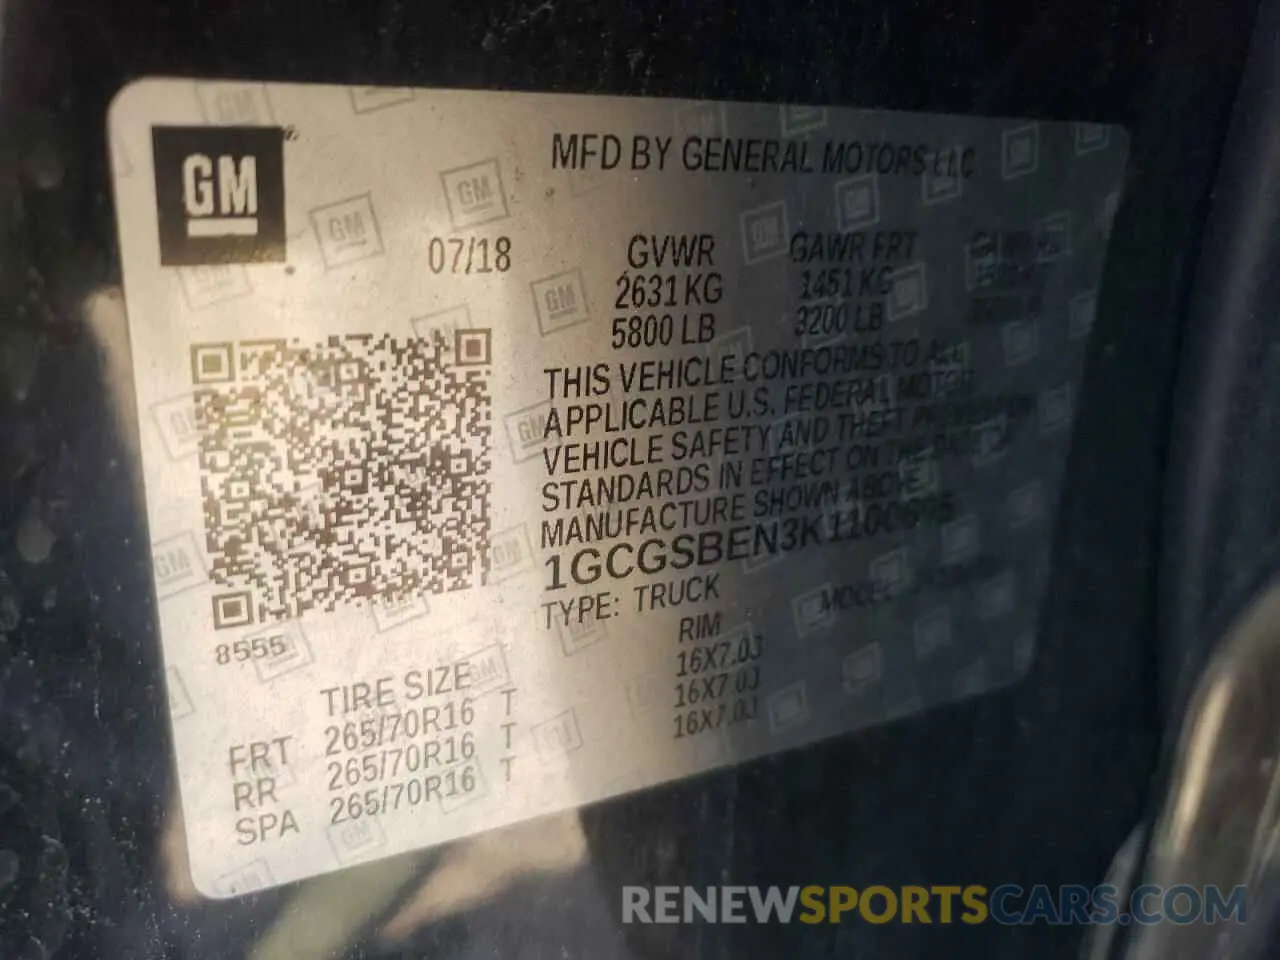 GM
MFD BY GENERAL MOTORS LLC
07/18 GVWR GAWR FRT
2631 KG 1451 KG
5800 LB 3200 LB
THIS VEHICLE CONFORMS TO ALL
APPLICABLE U.S. FEDERAL MOTOR
VEHICLE SAFETY AND THEFT PREVENTION
STANDARDS IN EFFECT ON THE DATE OF
MANUFACTURE SHOWN ABOVE.
TYPE: TRUCK MODEL:
8555
TIRE SIZE RIM
FRT 265/70R16 T 16X7.0J
RR 265/70R16 T 16X7.0J
SPA 265/70R16 T 16X7.0J
RENEWSPORTSCARS.COM